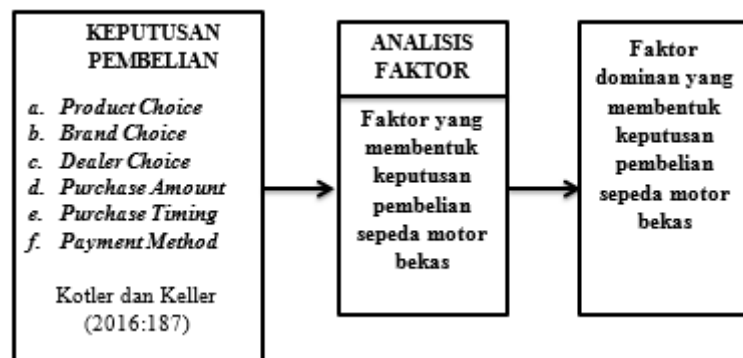 KEPUTUSAN
PEMBELIAN
a. Product Choice
b. Brand Choice
c. Dealer Choice
d. Purchase Amount
e. Purchase Timing
f. Payment Method
Kotler dan Keller
(2016:187)
ANALISIS
FAKTOR
Faktor yang
membentuk
keputusan
pembelian
sepeda motor
bekas
Faktor
dominan yang
membentuk
keputusan
pembelian
sepeda motor
bekas